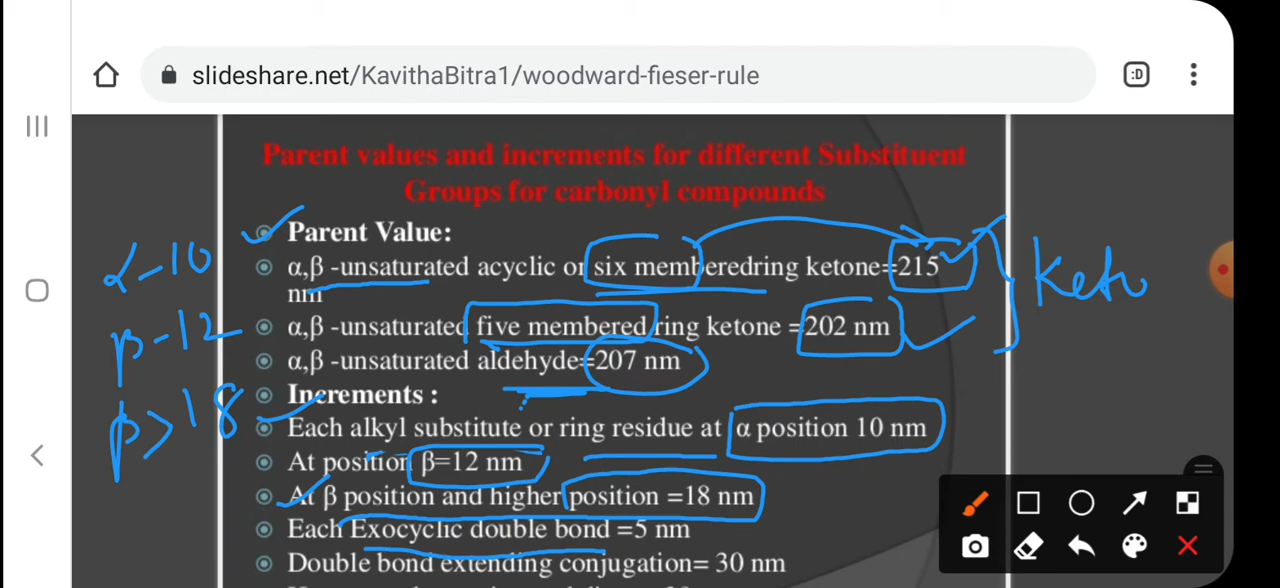 slideshare.net/KavithaBitra1/woodward-fieser-rule
:D
Parent values and increments for different Substituent
Groups for carbonyl compounds
Parent Value:
α,β -unsaturated acyclic or six memberedring ketone=215
nm
α,β -unsaturated five membered ring ketone =202 nm
α,β -unsaturated aldehyde=207 nm
Increments :
Each alkyl substitute or ring residue at α position 10 nm
At position β=12 nm
At β position and higher position =18 nm
Each Exocyclic double bond =5 nm
Double bond extending conjugation= 30 nm
α-10
β-12
β>18
Keto